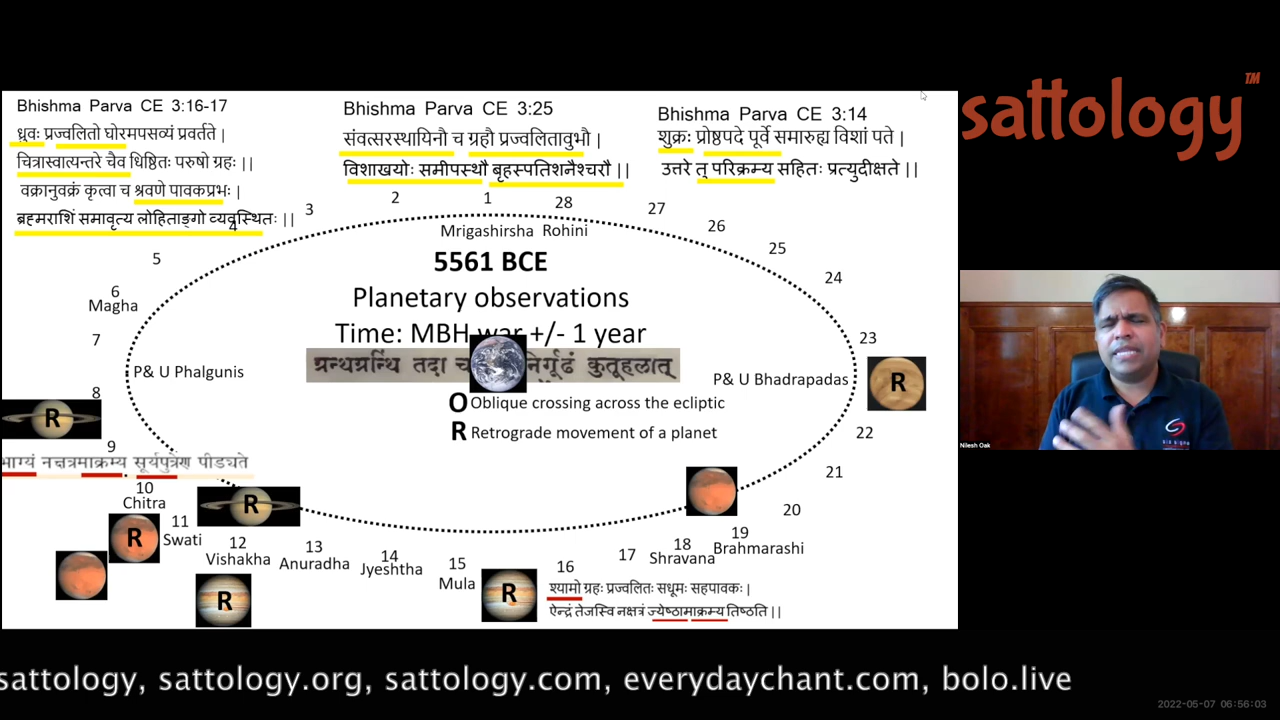 sattology™
Bhishma Parva CE 3:16-17
ध्रुवः प्रज्वलितो घोरमपसव्यं प्रवर्तते |
चित्रास्वात्यन्तरे चैव धिष्ठितः परुषो ग्रहः ||
वक्रानुवक्रं कृत्वा च श्रवणे पावकप्रभः |
ब्रह्मराशिं समावृत्य लोहिताङ्गो व्यवस्थितः ||
Bhishma Parva CE 3:25
संवत्सरस्थायिनौ च ग्रहौ प्रज्वलितावुभौ |
विशाखयोः समीपस्थौ बृहस्पतिशनैश्चरौ ||
Bhishma Parva CE 3:14
शुक्रः प्रोष्ठपदे पूर्वे समारुह्य विशां पते |
उत्तरे तु परिक्रम्य सहितः प्रत्युदीक्षते ||
3
2
1
28
27
26
25
24
23
22
21
20
4
5
6
Magha
7
8
9
Mrigashirsha Rohini
5561 BCE
Planetary observations
Time: MBH war +/- 1 year
ग्रन्थग्रन्थिं तदा निर्गूढं कुतूहलात्
P& U Phalgunis
P& U Bhadrapadas
O Oblique crossing across the ecliptic
R Retrograde movement of a planet
R
R
भाग्यं नक्षत्रमाक्रम्य सूर्यपुत्रेण पीड्यते
10
Chitra
R
11
Swati
R
12
Vishakha
R
13
Anuradha
14
Jyeshtha
15
Mula
R
16
17
18
Shravana
19
Brahmarashi
श्यामो ग्रहः प्रज्वलितः सधूमः सहपावकः |
ऐन्द्रं तेजस्वि नक्षत्रं ज्येष्ठामाक्रम्य तिष्ठति ||
Nilesh Oak
sattology, sattology.org, sattology.com, everydaychant.com, bolo.live
2022-05-07 06:56:03